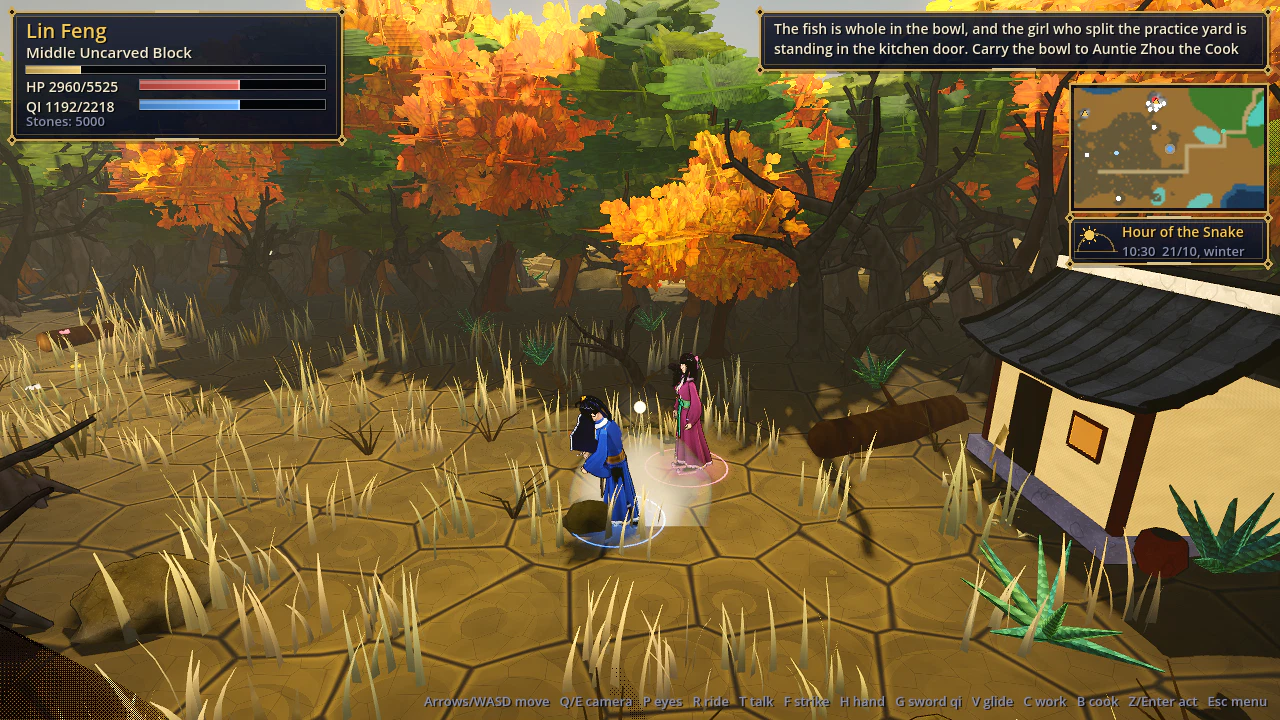 Lin Feng
Middle Uncarved Block
HP 2960/5525
QI 1192/2218
Stones: 5000
The fish is whole in the bowl, and the girl who split the practice yard is
standing in the kitchen door. Carry the bowl to Auntie Zhou the Cook
Hour of the Snake
10:30 21/10, winter
Arrows/WASD move Q/E camera P eyes R ride T talk F strike H hand G sword qi V glide C work B cook Z/Enter act Esc menu